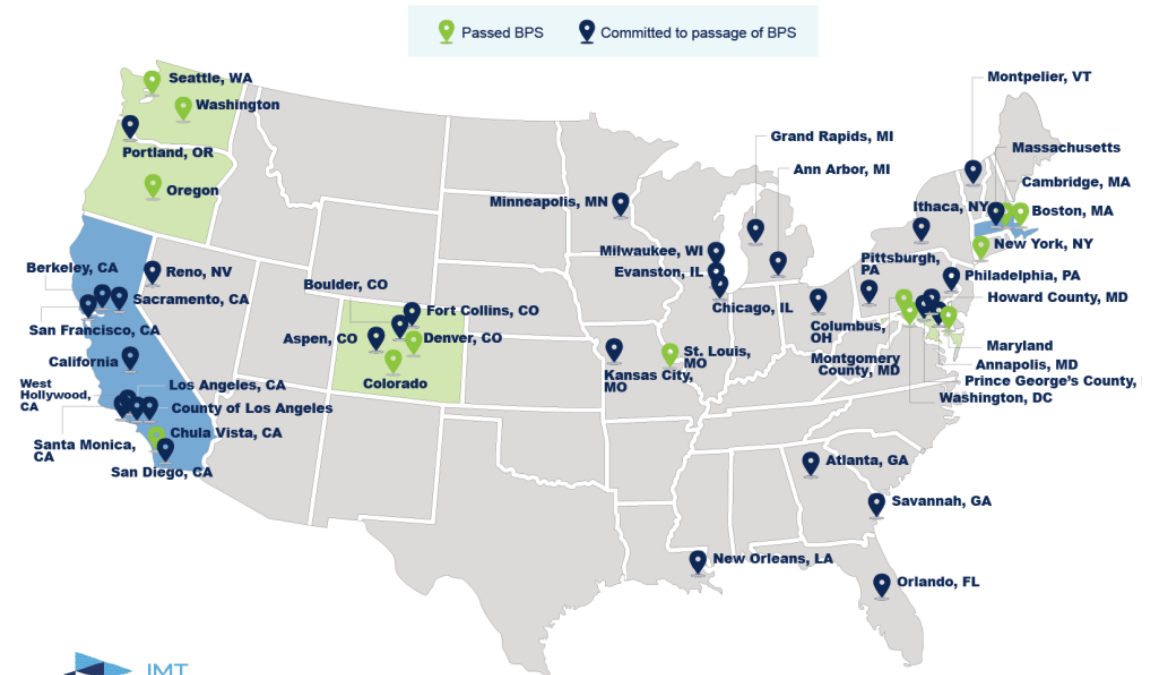 Passed BPS
Committed to passage of BPS
Seattle, WA
Washington
Portland, OR
Oregon
Berkeley, CA
Reno, NV
Sacramento, CA
San Francisco, CA
California
West
Hollywood,
CA
Los Angeles, CA
County of Los Angeles
Santa Monica,
CA
Chula Vista, CA
San Diego, CA
Boulder, CO
Fort Collins, CO
Aspen, CO
Denver, CO
Colorado
Minneapolis, MN
Milwaukee, WI
Evanston, IL
Chicago, IL
Grand Rapids, MI
Ann Arbor, MI
St. Louis,
MO
Kansas City,
MO
Columbus,
OH
Montpelier, VT
Massachusetts
Cambridge, MA
Ithaca, NY
Boston, MA
New York, NY
Pittsburgh,
PA
Philadelphia, PA
Howard County, MD
Maryland
Montgomery
County, MD
Annapolis, MD
Prince George's County,
Washington, DC
Atlanta, GA
Savannah, GA
New Orleans, LA
Orlando, FL
IMT